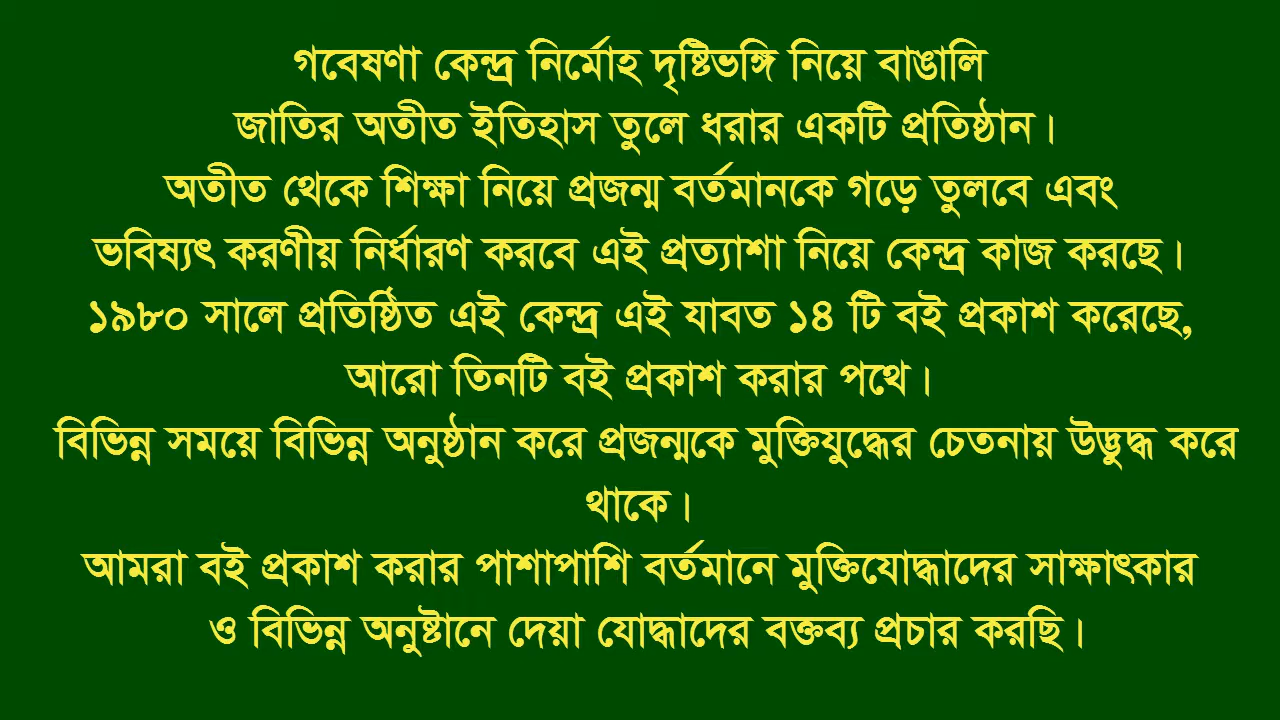 গবেষণা কেন্দ্র নির্মোহ দৃষ্টিভঙ্গি নিয়ে বাঙালি
জাতির অতীত ইতিহাস তুলে ধরার একটি প্রতিষ্ঠান।
অতীত থেকে শিক্ষা নিয়ে প্রজন্ম বর্তমানকে গড়ে তুলবে এবং
ভবিষ্যৎ করণীয় নির্ধারণ করবে এই প্রত্যাশা নিয়ে কেন্দ্র কাজ করছে।
১৯৮০ সালে প্রতিষ্ঠিত এই কেন্দ্র এই যাবত ১৪ টি বই প্রকাশ করেছে,
আরো তিনটি বই প্রকাশ করার পথে।
বিভিন্ন সময়ে বিভিন্ন অনুষ্ঠান করে প্রজন্মকে মুক্তিযুদ্ধের চেতনায় উদ্ভুদ্ধ করে
থাকে।
আমরা বই প্রকাশ করার পাশাপাশি বর্তমানে মুক্তিযোদ্ধাদের সাক্ষাৎকার
ও বিভিন্ন অনুষ্টানে দেয়া যোদ্ধাদের বক্তব্য প্রচার করছি।